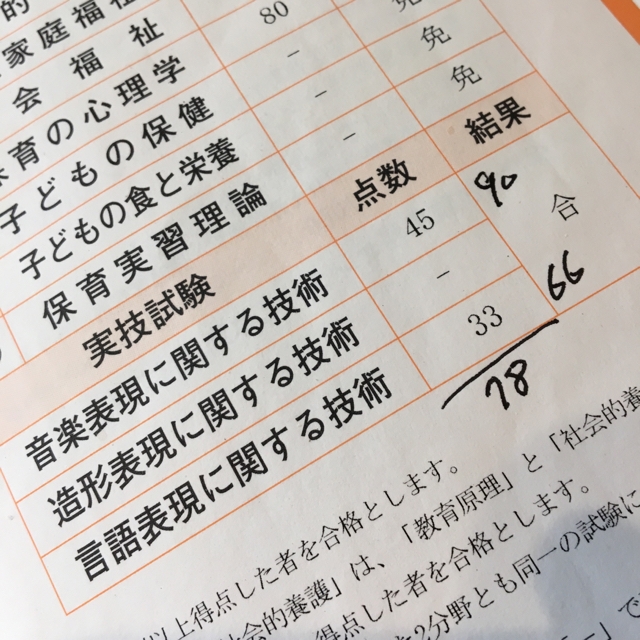 的
家庭福祉 80 免
会福祉 － 免
保育の心理学 － 免
子どもの保健 －
子どもの食と栄養
保育実習理論
実技試験 点数 結果
音楽表現に関する技術 45 90
造形表現に関する技術 － 合
言語表現に関する技術 33 66
78
以上得点した者を合格とします。
社会的養護」は、「教育原理」と「社会的養
得点した者を合格とします。
2分野とも同一の試験に